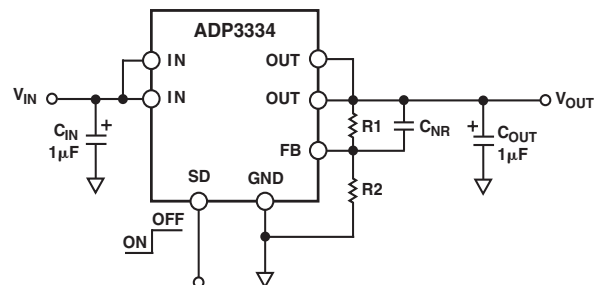 ADP3334
IN
OUT
VIN
IN
OUT
VOUT
CIN
1µF
R1
CNR
COUT
1µF
FB
SD
GND
R2
OFF
ON